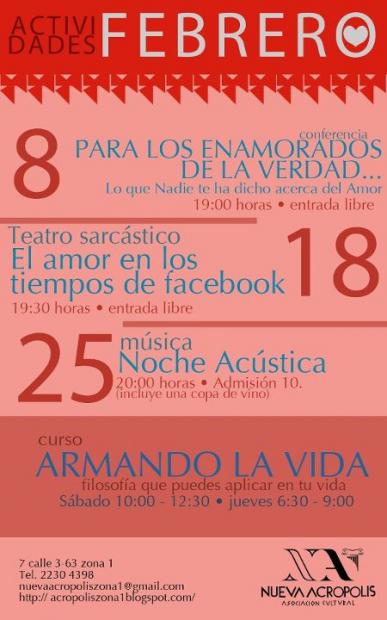 ACTIVI
DADES
FEBRERO
8
conferencia
PARA LOS ENAMORADOS
DE LA VERDAD...
Lo que Nadie te ha dicho acerca del Amor
19:00 horas • entrada libre
Teatro sarcástico
El amor en los
tiempos de facebook
18
19:30 horas • entrada libre
25
música
Noche Acústica
20:00 horas • Admisión 10.
(incluye una copa de vino)
curso
ARMANDO LA VIDA
filosofía que puedes aplicar en tu vida
Sábado 10:00 - 12:30 • jueves 6:30 - 9:00
7 calle 3-63 zona 1
Tel. 2230 4398
nuevaacropoliszona1@gmail.com
http:// acropoliszona1blogspot.com/
NA
NUEVA ACROPOLIS
ASOCIACION CULTURAL